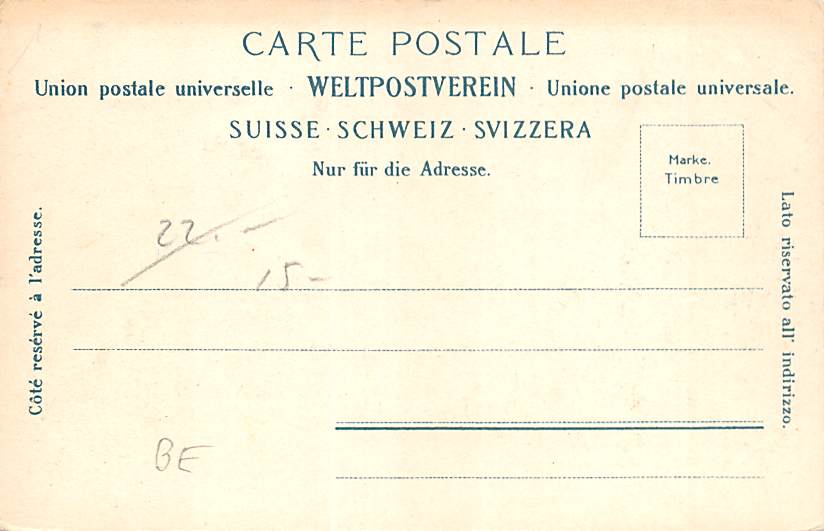 CARTE POSTALE
Union postale universelle · WELTPOSTVEREIN · Unione postale universale.
SUISSE · SCHWEIZ · SVIZZERA
Nur für die Adresse.
Marke.
Timbre
Côté resérvé à l'adresse.
Lato riservato all' indirizzo.
22.-
15-
BE